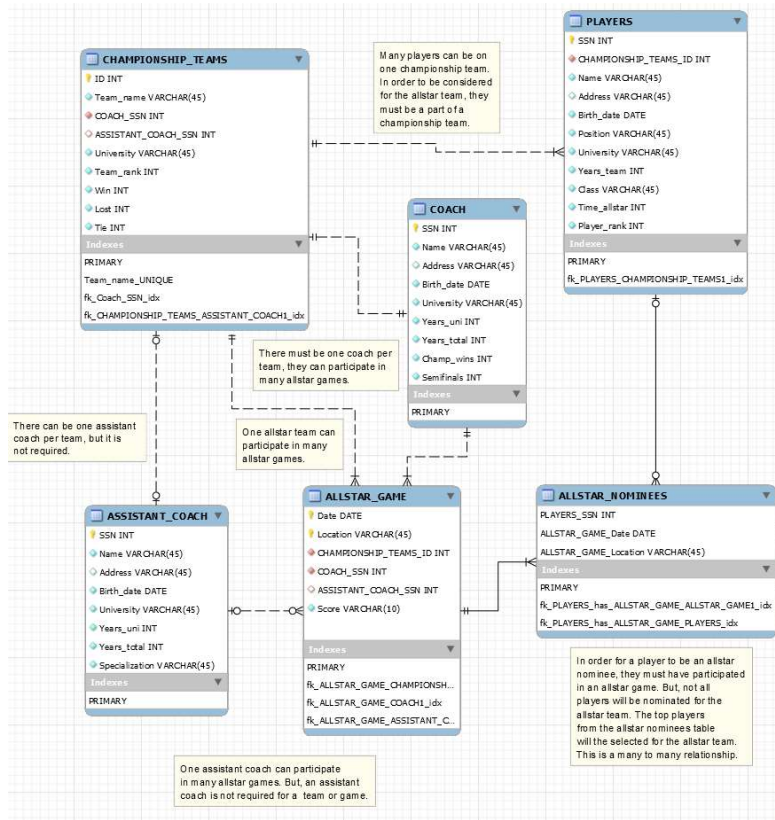 CHAMPIONSHIP_TEAMS
ID INT
Team_name VARCHAR(45)
COACH_SSN INT
ASSISTANT_COACH_SSN INT
University VARCHAR(45)
Team_rank INT
Win INT
Lost INT
Tie INT
Indexes
PRIMARY
Team_name_UNIQUE
fk_Coach_SSN_idx
fk_CHAMPIONSHIP_TEAMS_ASSISTANT_COACH1_idx
Many players can be on
one championship team.
In order to be considered
for the allstar team, they
must be a part of a
championship team.
PLAYERS
SSN INT
CHAMPIONSHIP_TEAMS_ID INT
Name VARCHAR(45)
Address VARCHAR(45)
Birth_date DATE
Position VARCHAR(45)
University VARCHAR(45)
Years_team INT
Class VARCHAR(45)
Time_allstar INT
Player_rank INT
Indexes
PRIMARY
fk_PLAYERS_CHAMPIONSHIP_TEAMS1_idx
COACH
SSN INT
Name VARCHAR(45)
Address VARCHAR(45)
Birth_date DATE
University VARCHAR(45)
Years_uni INT
Years_total INT
Champ_wins INT
Semifinals INT
Indexes
PRIMARY
There must be one coach per
team, they can participate in
many allstar games.
There can be one assistant
coach per team, but it is
not required.
One allstar team can
participate in many
allstar games.
ASSISTANT_COACH
SSN INT
Name VARCHAR(45)
Address VARCHAR(45)
Birth_date DATE
University VARCHAR(45)
Years_uni INT
Years_total INT
Specialization VARCHAR(45)
Indexes
PRIMARY
ALLSTAR_GAME
Date DATE
Location VARCHAR(45)
CHAMPIONSHIP_TEAMS_ID INT
COACH_SSN INT
ASSISTANT_COACH_SSN INT
Score VARCHAR(10)
Indexes
PRIMARY
fk_ALLSTAR_GAME_CHAMPIONSH...
fk_ALLSTAR_GAME_COACH1_idx
fk_ALLSTAR_GAME_ASSISTANT_C...
ALLSTAR_NOMINEES
PLAYERS_SSN INT
ALLSTAR_GAME_Date DATE
ALLSTAR_GAME_Location VARCHAR(45)
Indexes
PRIMARY
fk_PLAYERS_has_ALLSTAR_GAME_ALLSTAR_GAME1_idx
fk_PLAYERS_has_ALLSTAR_GAME_PLAYERS_idx
In order for a player to be an allstar
nominee, they must have participated
in an allstar game. But, not all
players will be nominated for the
allstar team. The top players
from the allstar nominees table
will the selected for the allstar team.
This is a many to many relationship.
One assistant coach can participate
in many allstar games. But, an assistant
coach is not required for a team or game.